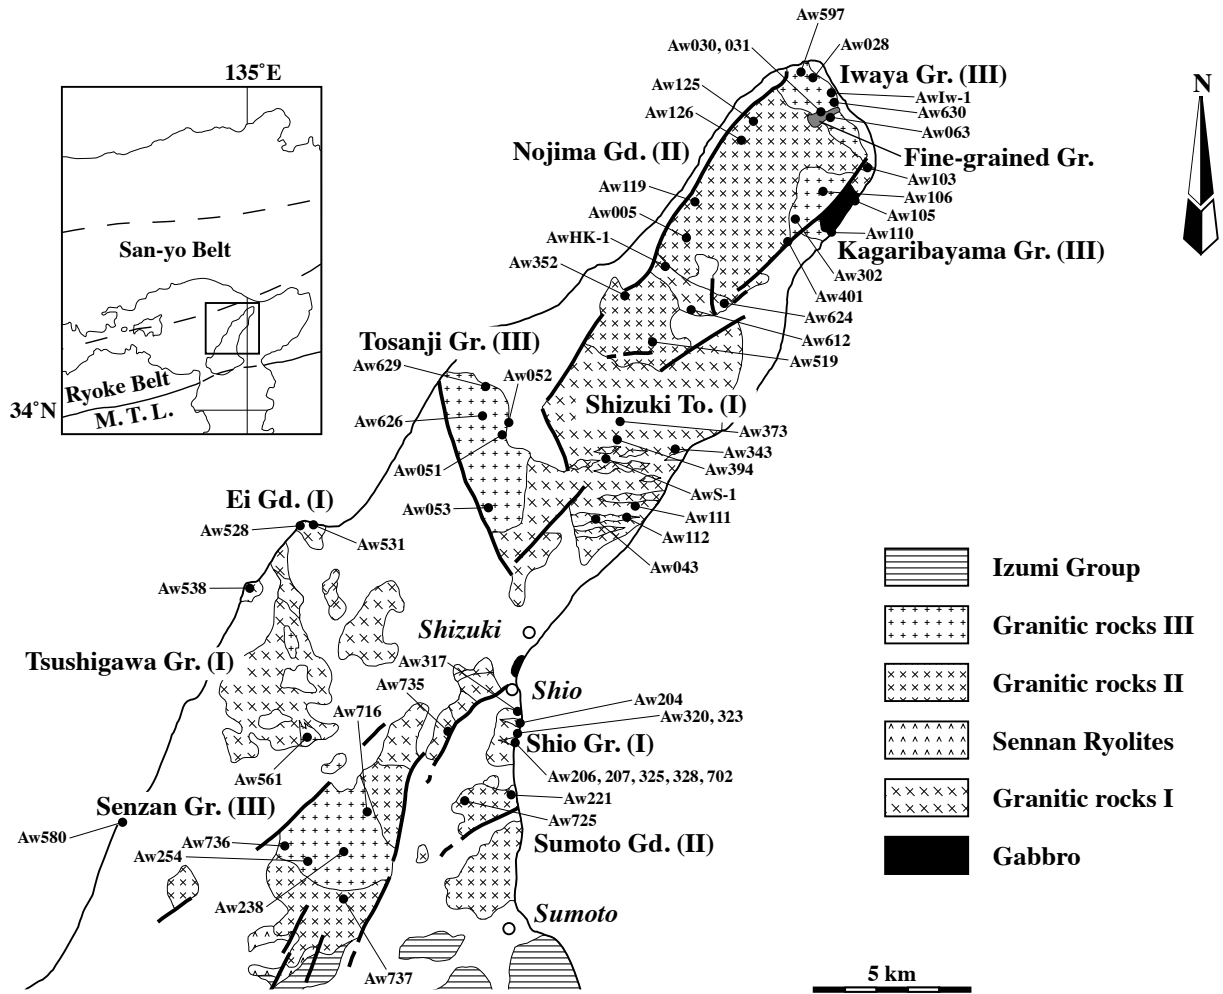 Aw597
Aw030, 031
Aw028
135°E
Iwaya Gr. (III)
N
Aw125
AwIw-1
Aw126
Aw630
Aw063
Nojima Gd. (II)
Fine-grained Gr.
Aw103
Aw119
Aw106
Aw005
Aw105
Aw110
AwHK-1
San-yo Belt
Kagaribayama Gr. (III)
Aw352
Aw302
Aw401
Aw624
Tosanji Gr. (III)
Aw612
Aw629
Aw519
Aw052
Ryoke Belt
34°N
M. T. L.
Shizuki To. (I)
Aw626
Aw373
Aw343
Aw051
Aw394
AwS-1
Ei Gd. (I)
Aw053
Aw111
Aw528
Aw112
Aw531
Aw043
Izumi Group
Aw538
Granitic rocks III
Shizuki
Tsushigawa Gr. (I)
Aw317
Granitic rocks II
Aw735
Shio
Aw204
Aw716
Aw320, 323
Shio Gr. (I)
Sennan Ryolites
Aw561
Aw206, 207, 325, 328, 702
Aw221
Granitic rocks I
Senzan Gr. (III)
Aw725
Aw580
Aw736
Sumoto Gd. (II)
Aw254
Gabbro
Aw238
Sumoto
Aw737
5 km